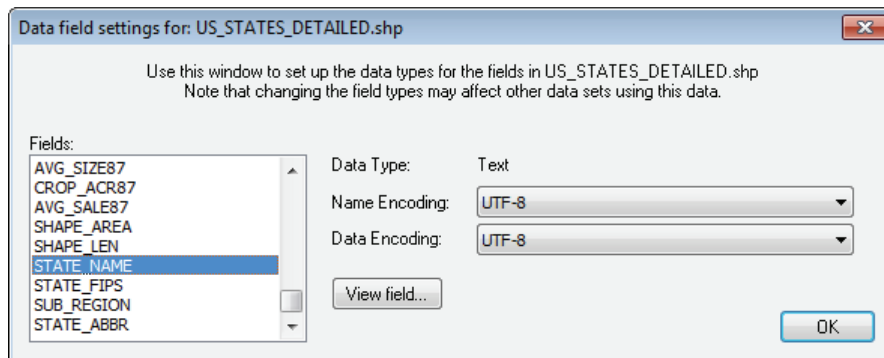 Data field settings for: US_STATES_DETAILED.shp
Use this window to set up the data types for the fields in US_STATES_DETAILED.shp
Note that changing the field types may affect other data sets using this data.
Fields:
AVG_SIZE87
CROP_ACR87
AVG_SALE87
SHAPE_AREA
SHAPE_LEN
STATE_NAME
STATE_FIPS
SUB_REGION
STATE_ABBR
Data Type: Text
Name Encoding: UTF-8
Data Encoding: UTF-8
View field...
OK